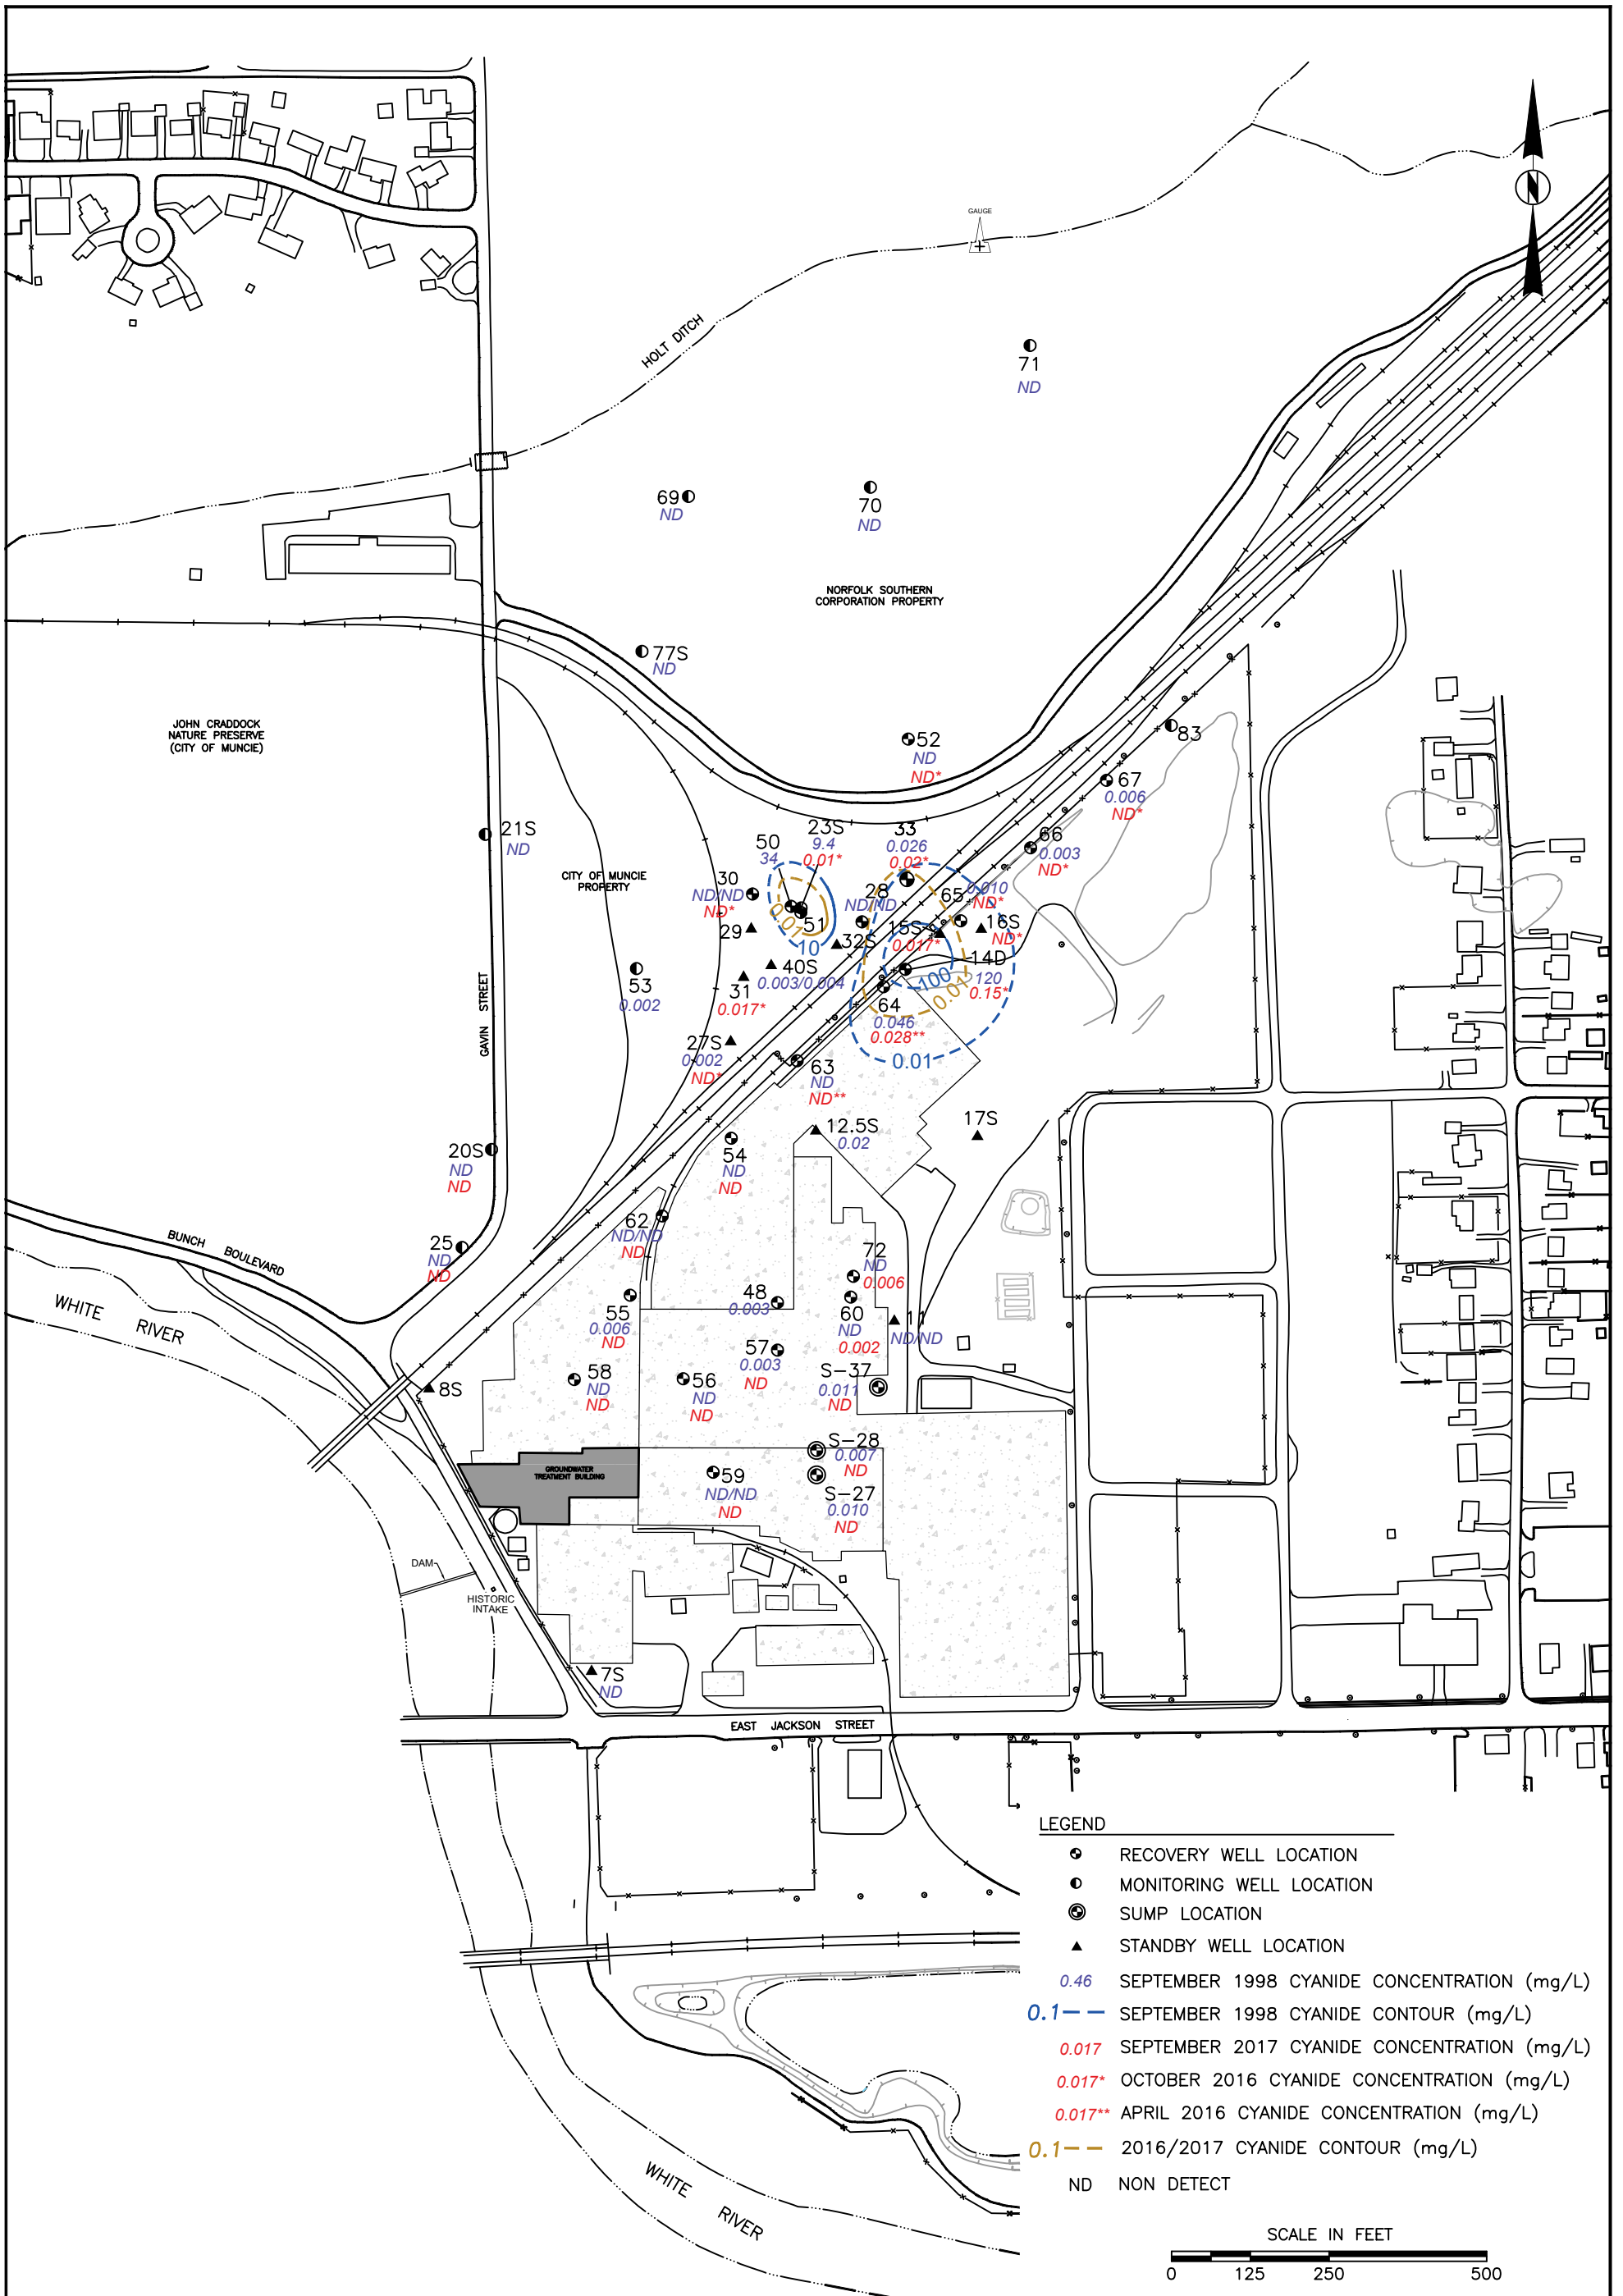 GAUGE
N
HOLT DITCH
71
ND
69
ND
70
ND
NORFOLK SOUTHERN
CORPORATION PROPERTY
77S
ND
JOHN CRADDOCK
NATURE PRESERVE
(CITY OF MUNCIE)
52
ND
ND*
83
67
0.006
ND*
66
0.003
ND*
21S
ND
CITY OF MUNCIE
PROPERTY
50
34
23S
9.4
0.01*
33
0.026
0.02*
30
ND/ND
ND*
28
ND/ND
65
0.010
ND*
16S
ND*
29
0.01
51
10
32S
15S
0.017*
14D
120
0.15*
100
0.01
40S
0.003/0.004
31
0.017*
53
0.002
64
0.046
0.028**
0.01
GAVIN STREET
27S
0.002
ND*
63
ND
ND**
12.5S
0.02
17S
20S
ND
ND
54
ND
ND
62
ND/ND
ND
25
ND
ND
BUNCH BOULEVARD
WHITE RIVER
72
ND
0.006
48
0.003
60
ND
0.002
11
ND/ND
55
0.006
ND
57
0.003
ND
58
ND
ND
56
ND
ND
S-37
0.011
ND
8S
S-28
0.007
ND
GROUNDWATER
TREATMENT BUILDING
59
ND/ND
ND
S-27
0.010
ND
DAM
HISTORIC
INTAKE
7S
ND
EAST JACKSON STREET
WHITE RIVER
LEGEND
RECOVERY WELL LOCATION
MONITORING WELL LOCATION
SUMP LOCATION
STANDBY WELL LOCATION
0.46 SEPTEMBER 1998 CYANIDE CONCENTRATION (mg/L)
0.1 SEPTEMBER 1998 CYANIDE CONTOUR (mg/L)
0.017 SEPTEMBER 2017 CYANIDE CONCENTRATION (mg/L)
0.017* OCTOBER 2016 CYANIDE CONCENTRATION (mg/L)
0.017** APRIL 2016 CYANIDE CONCENTRATION (mg/L)
0.1 2016/2017 CYANIDE CONTOUR (mg/L)
ND NON DETECT
SCALE IN FEET
0 125 250 500